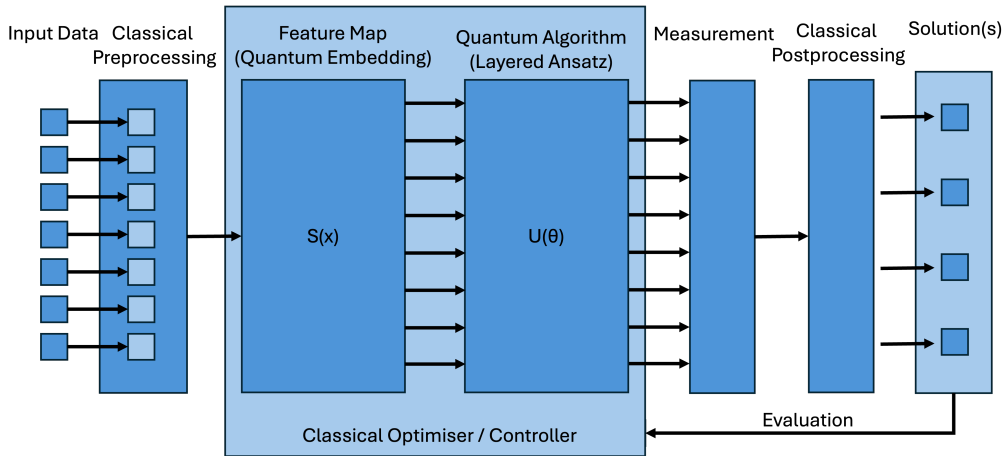 Input Data
Classical
Preprocessing
Feature Map
(Quantum Embedding)
Quantum Algorithm
(Layered Ansatz)
Measurement
Classical
Postprocessing
Solution(s)
S(x)
U(θ)
Evaluation
Classical Optimiser / Controller